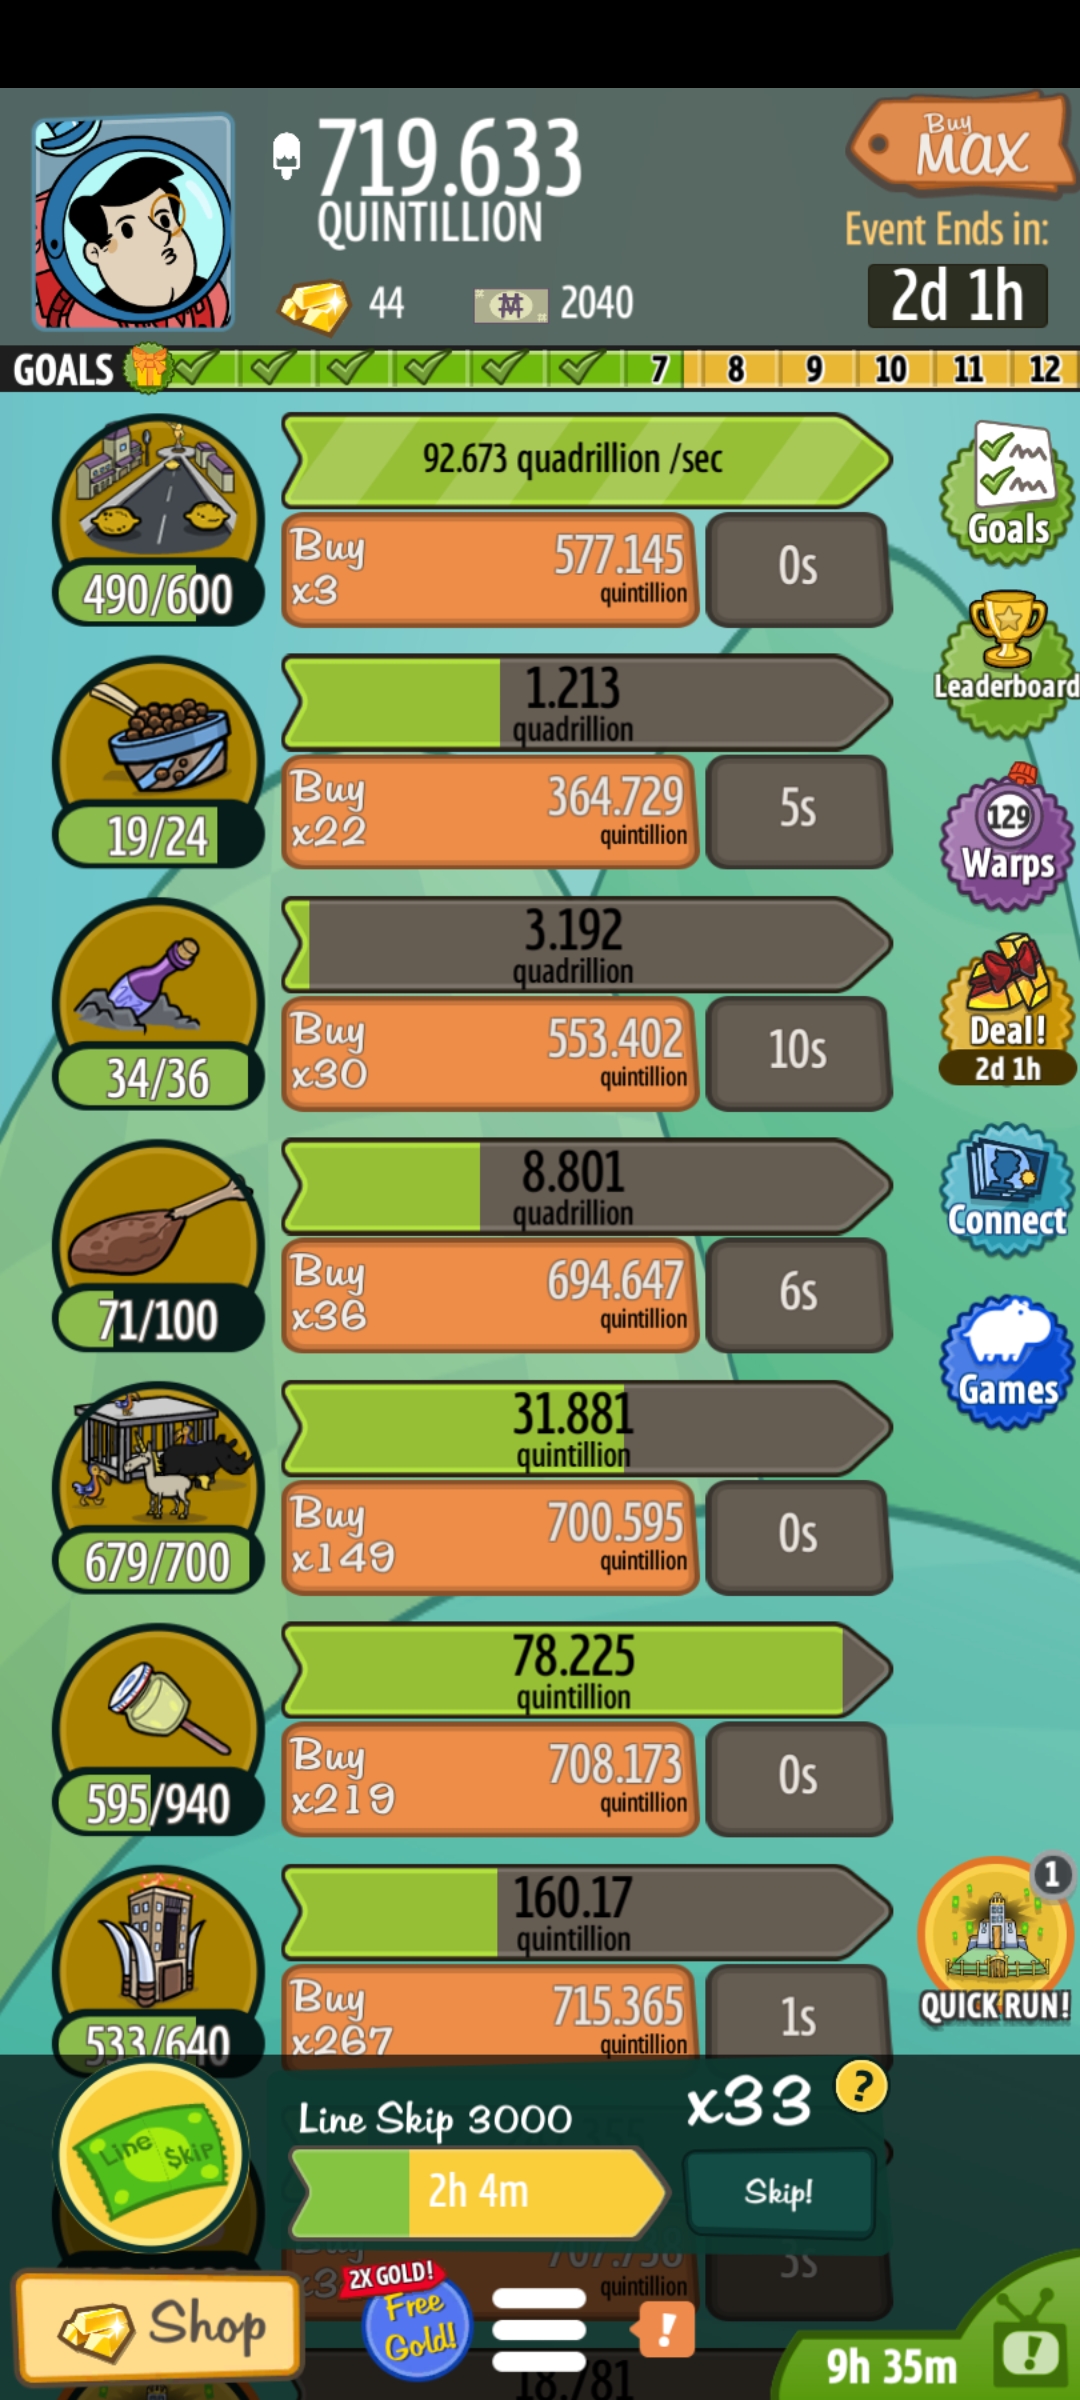 719.633
QUINTILLION
Buy
MAX
Event Ends in:
2d 1h
44
2040
GOALS
7
8
9
10
11
12
92.673 quadrillion /sec
Buy
x3
577.145
quintillion
0s
490/600
Goals
1.213
quadrillion
Buy
x22
364.729
quintillion
5s
19/24
Leaderboard
3.192
quadrillion
Buy
x30
553.402
quintillion
10s
34/36
129
Warps
Deal!
2d 1h
8.801
quadrillion
Buy
x36
694.647
quintillion
6s
71/100
Connect
31.881
quintillion
Buy
x149
700.595
quintillion
0s
679/700
Games
78.225
quintillion
Buy
x219
708.173
quintillion
0s
595/940
160.17
quintillion
Buy
x267
715.365
quintillion
1s
533/640
1
QUICK RUN!
Line Skip
Line Skip 3000
x33
?
2h 4m
Skip!
Buy
quintillion
3s
Shop
2X GOLD!
Free
Gold!
!
9h 35m
!
18.781